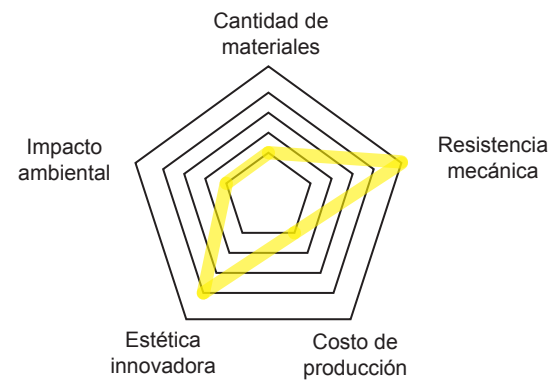 Cantidad de
materiales
Resistencia
mecánica
Impacto
ambiental
Estética
innovadora
Costo de
producción